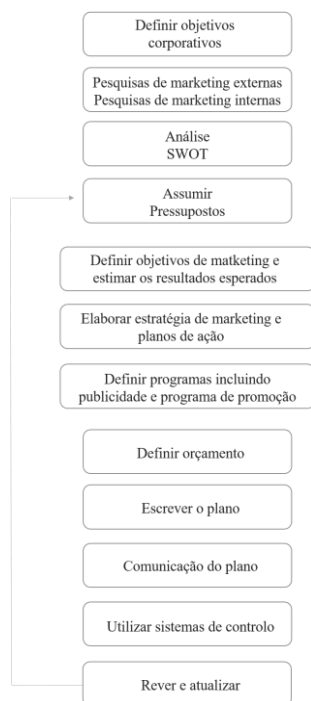 Definir objetivos
corporativos
Pesquisas de marketing externas
Pesquisas de marketing internas
Análise
SWOT
Assumir
Pressupostos
Definir objetivos de matketing e
estimar os resultados esperados
Elaborar estratégia de marketing e
planos de ação
Definir programas incluindo
publicidade e programa de promoção
Definir orçamento
Escrever o plano
Comunicação do plano
Utilizar sistemas de controlo
Rever e atualizar